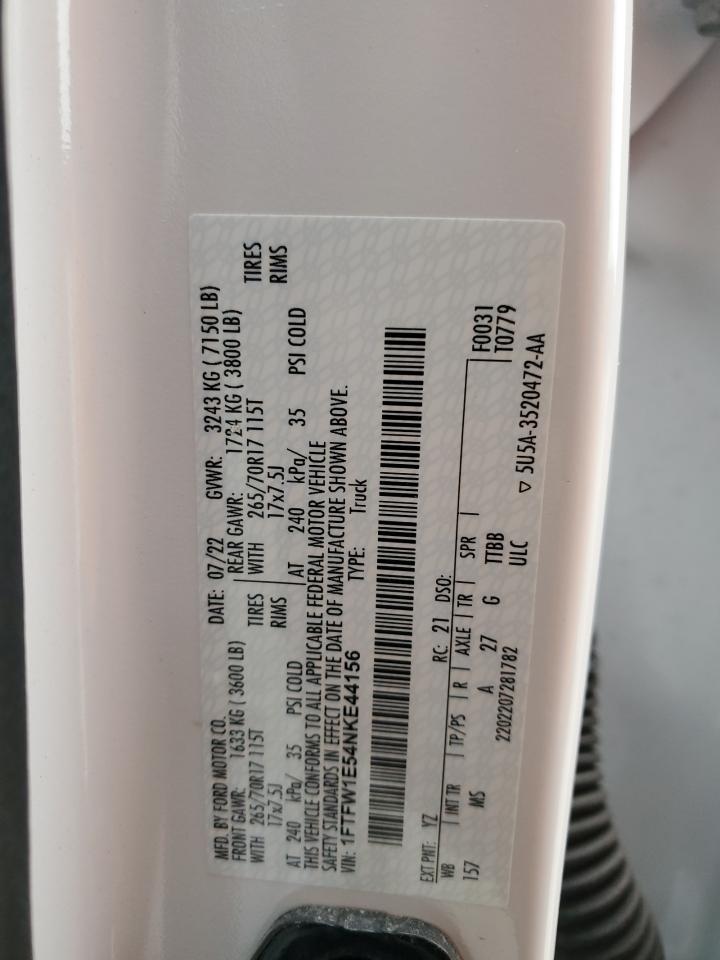 MFD. BY FORD MOTOR CO.
DATE: 07/22 GVWR: 3243 KG ( 7150 LB)
FRONT GAWR: 1633 KG ( 3600 LB) REAR GAWR: 1724 KG ( 3800 LB)
WITH 265/70R17 115T TIRES WITH 265/70R17 115T TIRES
17x7.5J RIMS 17x7.5J RIMS
AT 240 kPa/ 35 PSI COLD AT 240 kPa/ 35 PSI COLD
THIS VEHICLE CONFORMS TO ALL APPLICABLE FEDERAL MOTOR VEHICLE
SAFETY STANDARDS IN EFFECT ON THE DATE OF MANUFACTURE SHOWN ABOVE.
VIN: 1FTFW1E54NKE44156 TYPE: Truck
EXT PNT: YZ RC: 21 DSO:
WB INT TR TP/PS R AXLE TR SPR F0031
157 MS A 27 G TTBB T0779
2202207281782 ULC ▽ 5U5A-3520472-AA